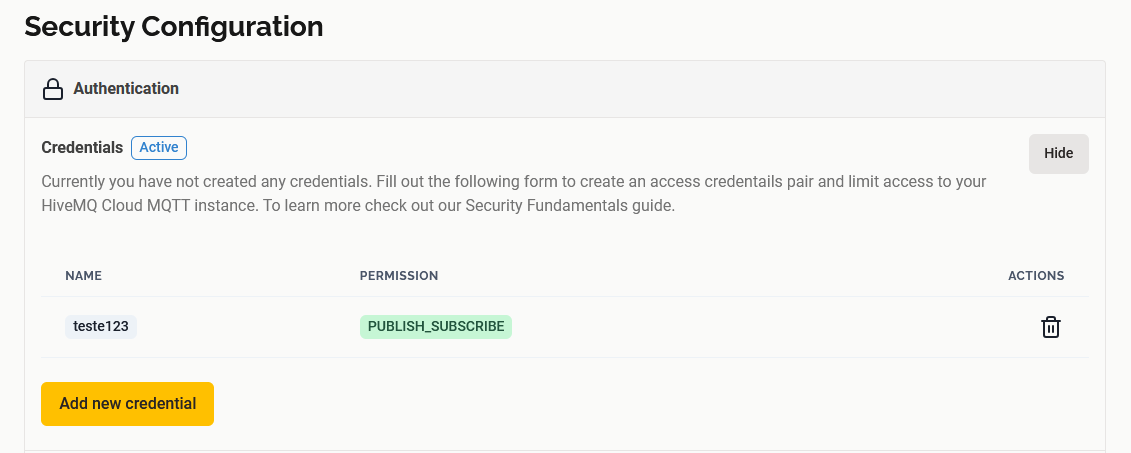 Security Configuration
Authentication
Credentials Active
Hide
Currently you have not created any credentials. Fill out the following form to create an access credentails pair and limit access to your
HiveMQ Cloud MQTT instance. To learn more check out our Security Fundamentals guide.
NAME PERMISSION ACTIONS
teste123 PUBLISH_SUBSCRIBE
Add new credential